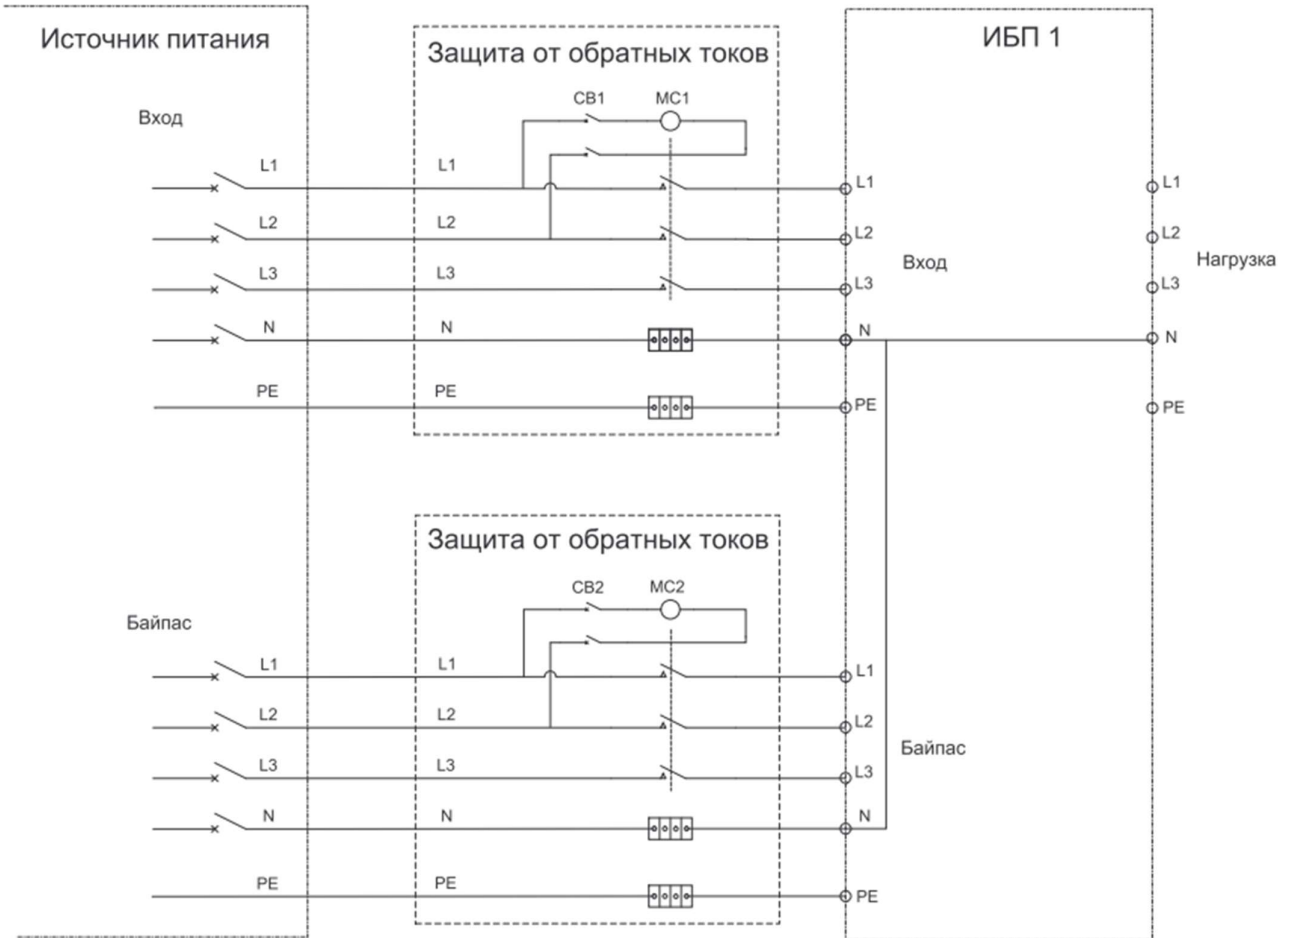 Источник питания
Защита от обратных токов
ИБП 1
Вход
CB1 MC1
L1 L1 L1 L1
L2 L2 L2 L2
Вход Нагрузка
L3 L3 L3 L3
N N N N
PE PE PE PE
Защита от обратных токов
CB2 MC2
Байпас
L1 L1 L1
L2 L2 L2
Байпас
L3 L3 L3
N N N
PE PE PE